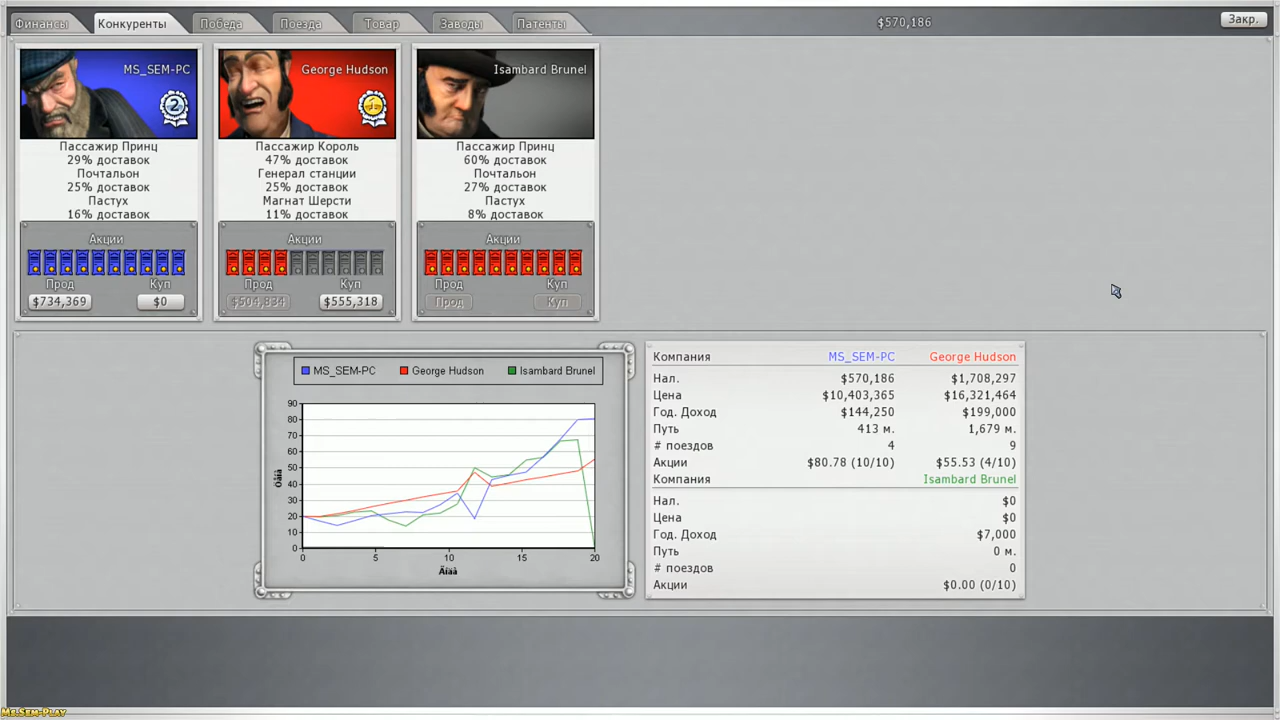 Финансы Конкуренты Победа Поезда Товар Заводы Патенты $570,186 Закр.
MS_SEM-PC
2
Пассажир Принц
29% доставок
Почтальон
25% доставок
Пастух
16% доставок
Акции
Прод Куп
$734,369 $0
George Hudson
Пассажир Король
47% доставок
Генерал станции
25% доставок
Магнат Шерсти
11% доставок
Акции
Прод Куп
$504,834 $555,318
Isambard Brunel
Пассажир Принц
60% доставок
Почтальон
27% доставок
Пастух
8% доставок
Акции
Прод Куп
Прод Куп
MS_SEM-PC George Hudson Isambard Brunel
90
80
70
60
50
40
30
20
10
0
0 5 10 15 20
Компания MS_SEM-PC George Hudson
Нал. $570,186 $1,708,297
Цена $10,403,365 $16,321,464
Год. Доход $144,250 $199,000
Путь 413 м. 1,679 м.
# поездов 4 9
Акции $80.78 (10/10) $55.53 (4/10)
Компания Isambard Brunel
Нал. $0
Цена $0
Год. Доход $7,000
Путь 0 м.
# поездов 0
Акции $0.00 (0/10)
Ms.Sem-Play